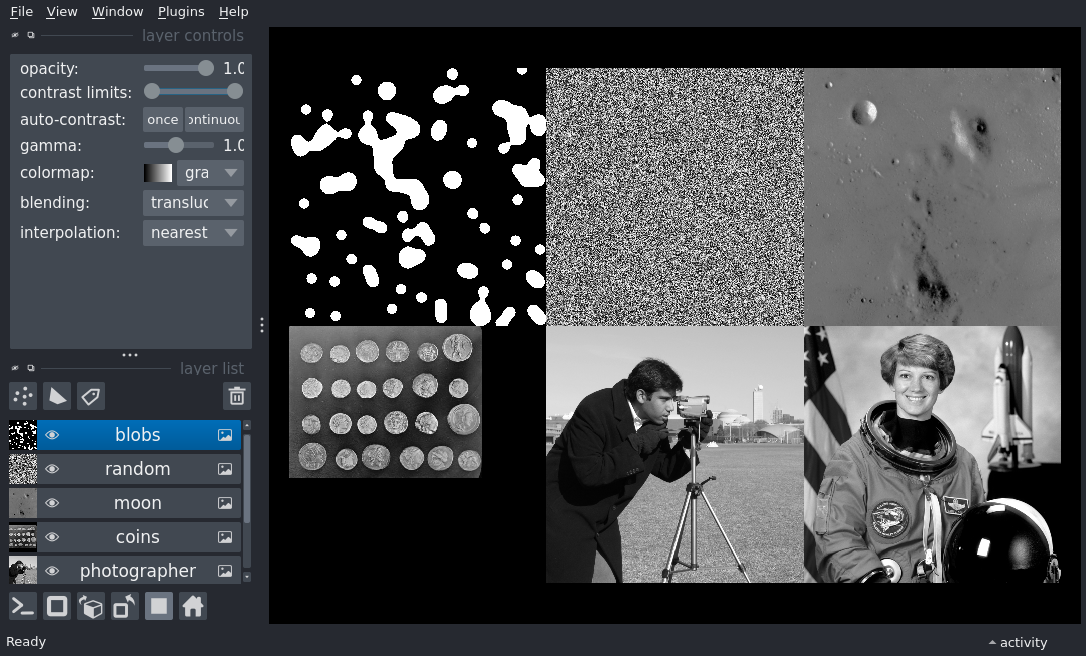 File View Window Plugins Help
layer controls
opacity: 1.0
contrast limits:
auto-contrast: once ontinuou
gamma: 1.0
colormap: gra
blending: transluc
interpolation: nearest
layer list
blobs
random
moon
coins
photographer
Ready
activity